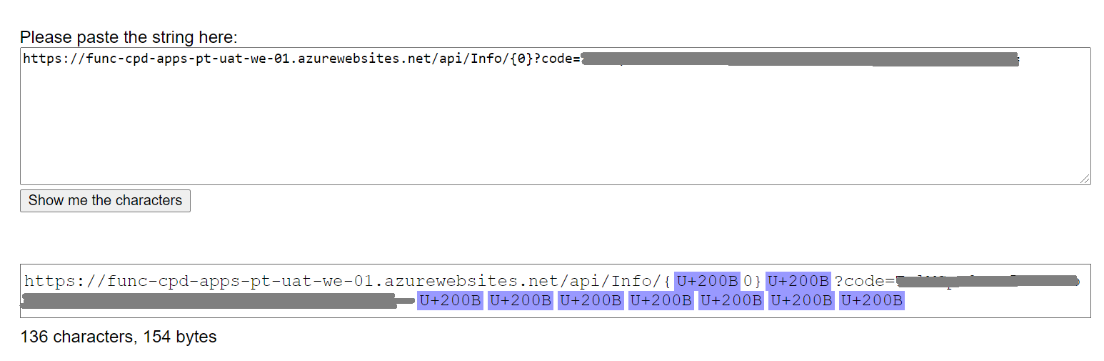 Please paste the string here:
https://func-cpd-apps-pt-uat-we-01.azurewebsites.net/api/Info/{0}?code=
Show me the characters
https://func-cpd-apps-pt-uat-we-01.azurewebsites.net/api/Info/{U+200B0}U+200B?code=
U+200B U+200B U+200B U+200B U+200B U+200B U+200B
136 characters, 154 bytes